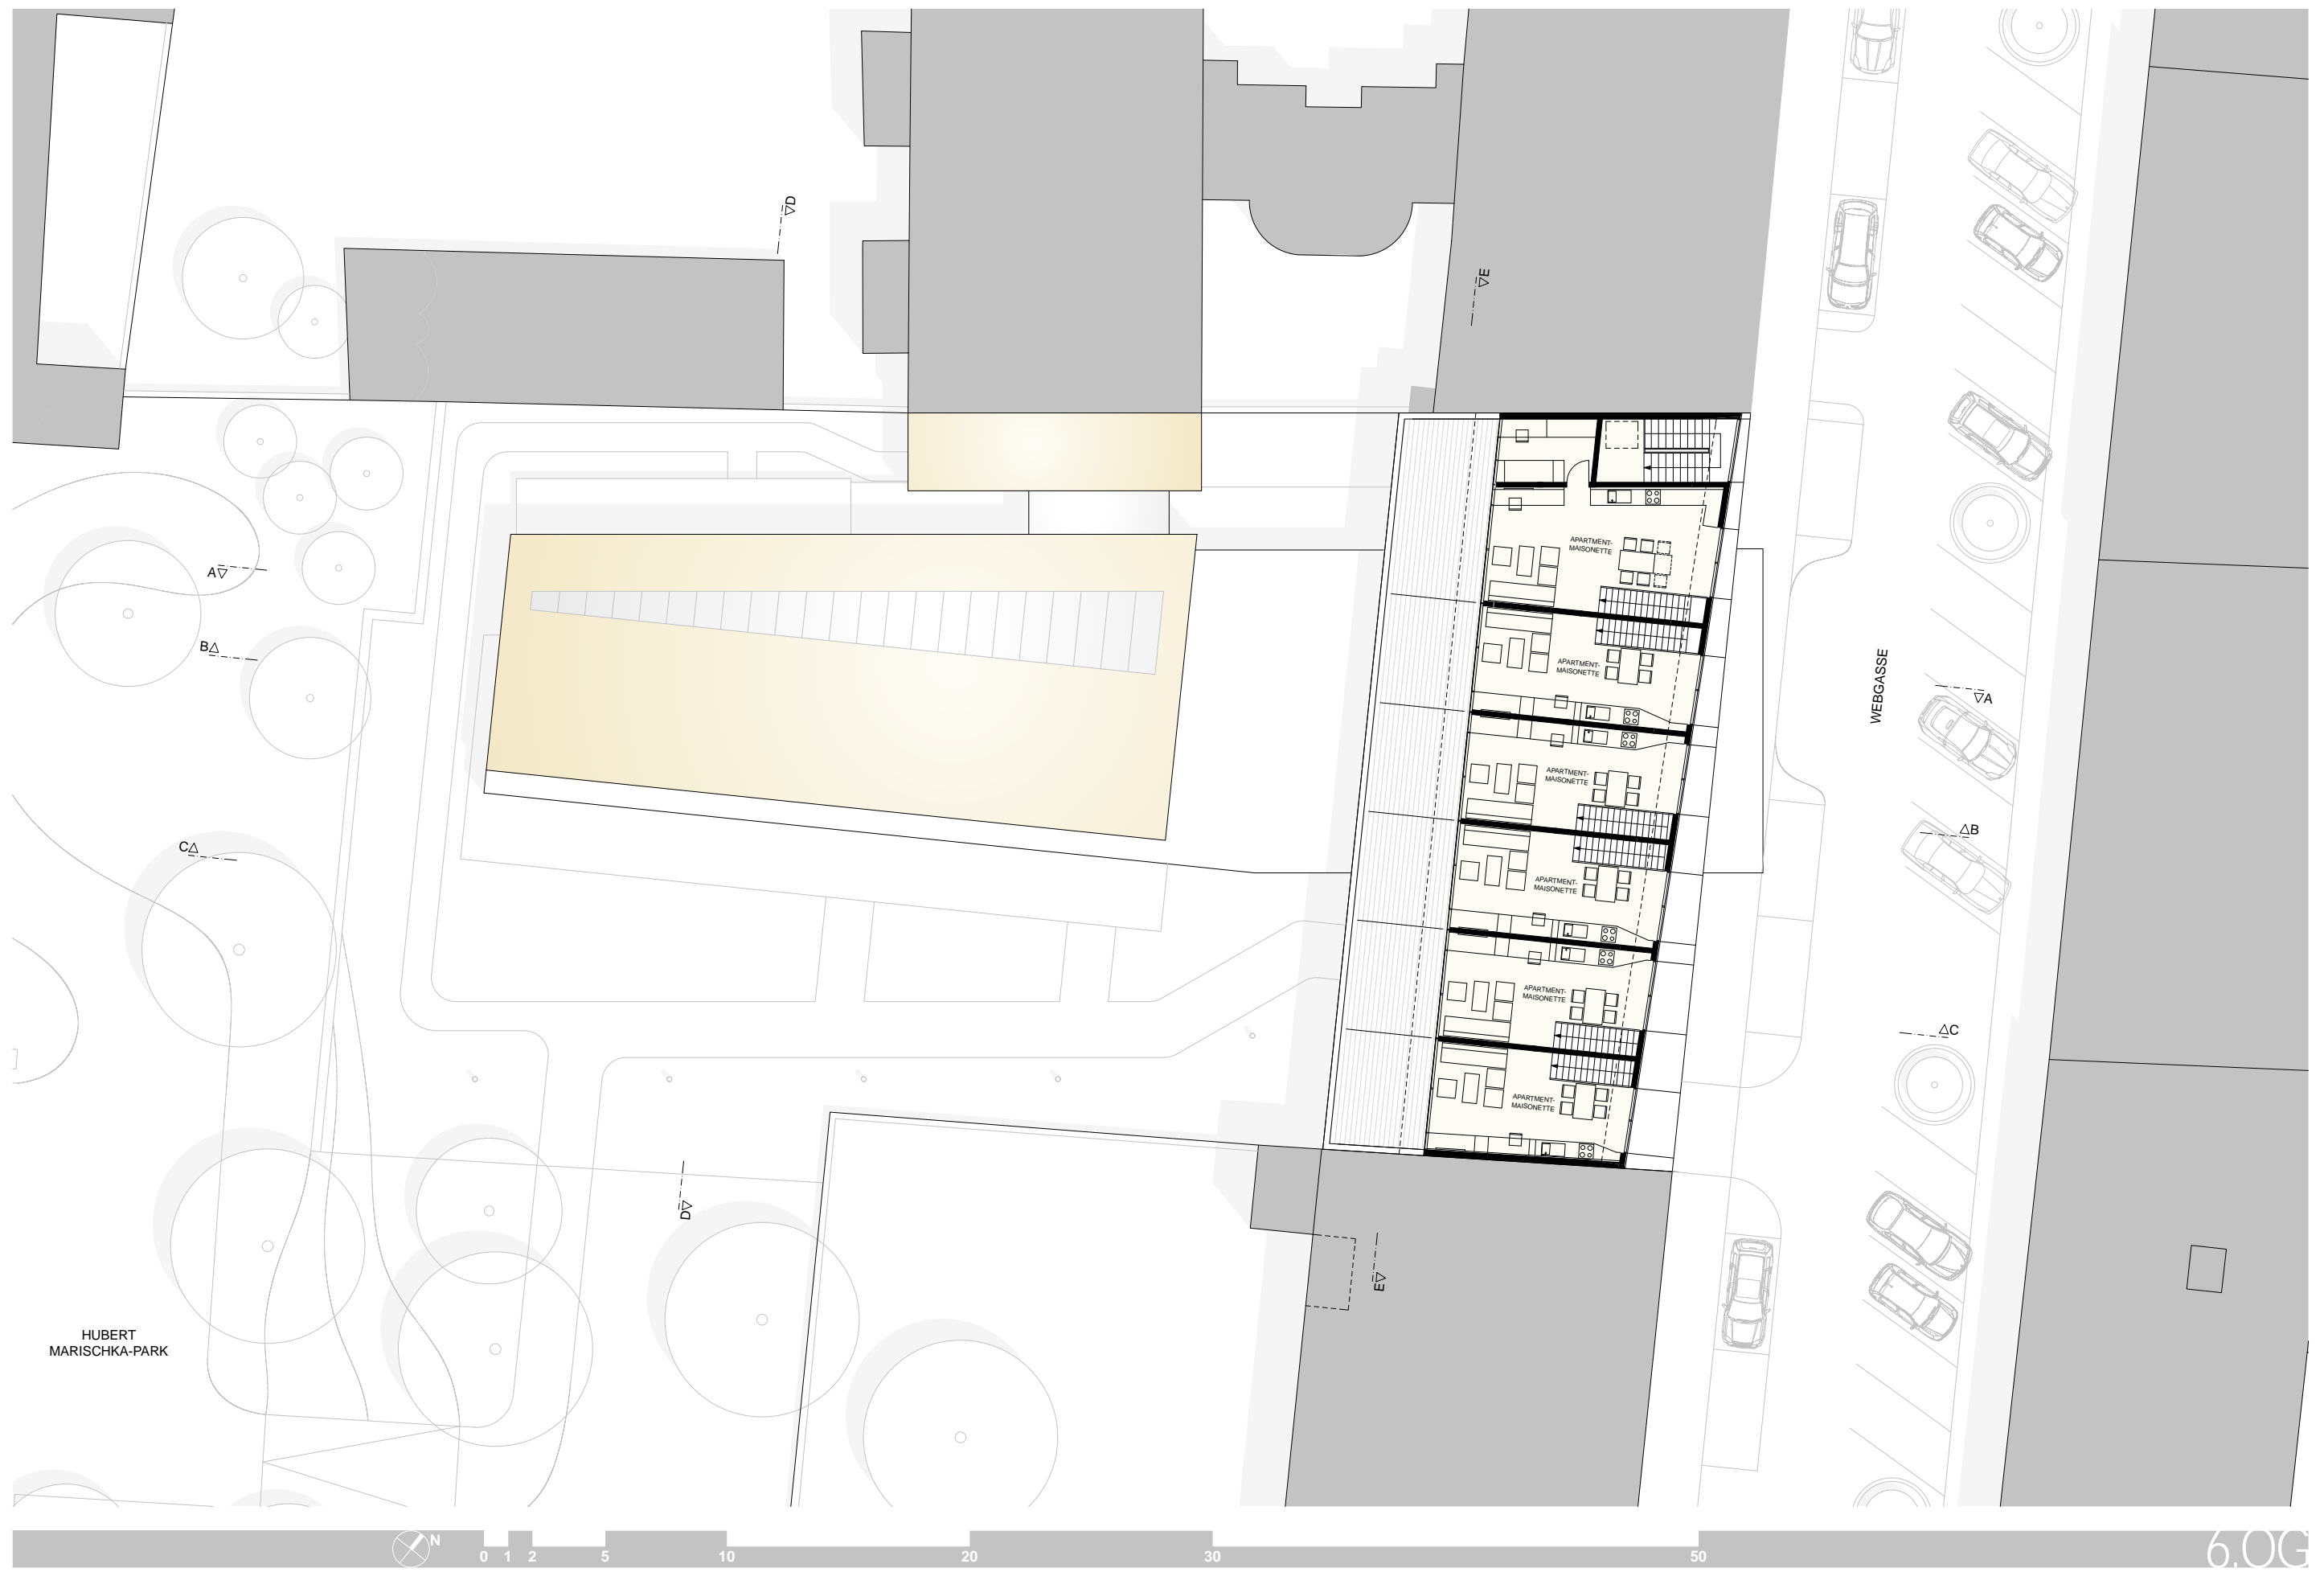 ▽D
▽E
APARTMENT-
MAISONETTE
A▽
B△
APARTMENT-
MAISONETTE
WEBGASSE
▽A
APARTMENT-
MAISONETTE
△B
C△
APARTMENT-
MAISONETTE
APARTMENT-
MAISONETTE
△C
APARTMENT-
MAISONETTE
D▽
E▽
HUBERT
MARISCHKA-PARK
N
0 1 2 5 10 20 30 50
6.OG